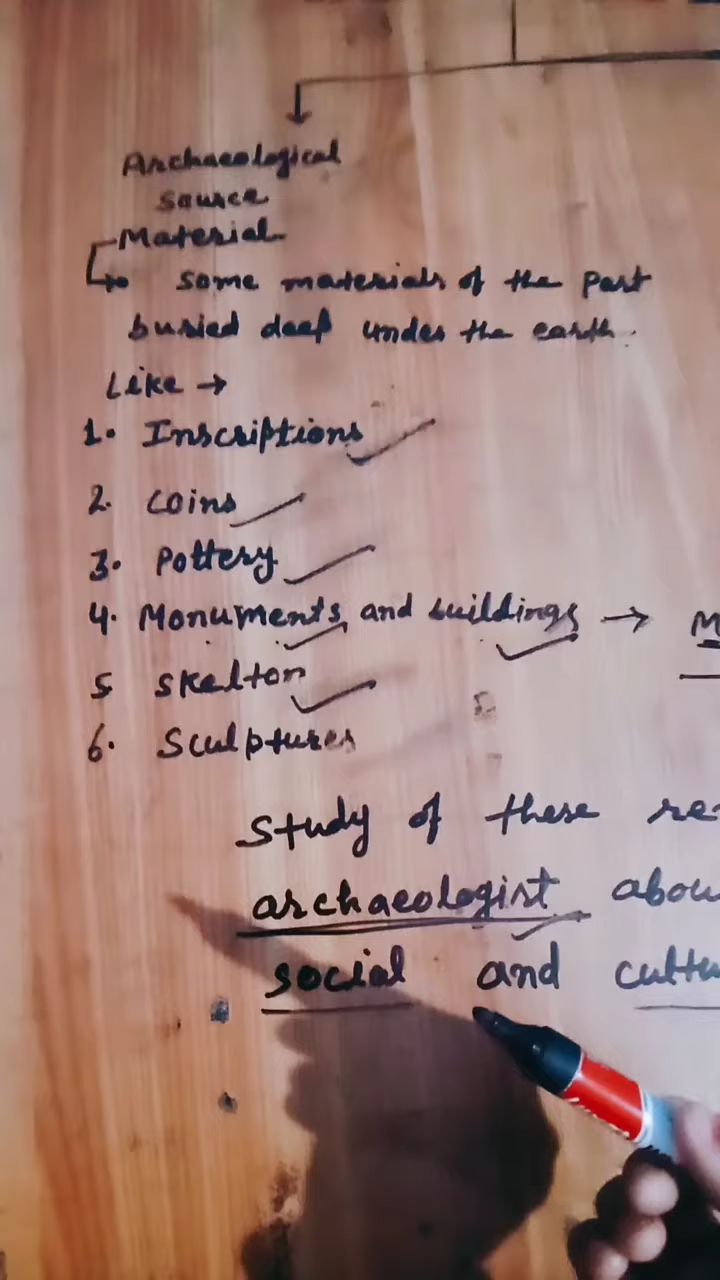 Archaeological
source
Material
some materials of the past
buried deep under the earth.
Like →
1. Inscriptions
2. coins
3. Pottery
4. Monuments and buildings →
5 Skelton
6. Sculptures
Study of these
archaeologist
social and